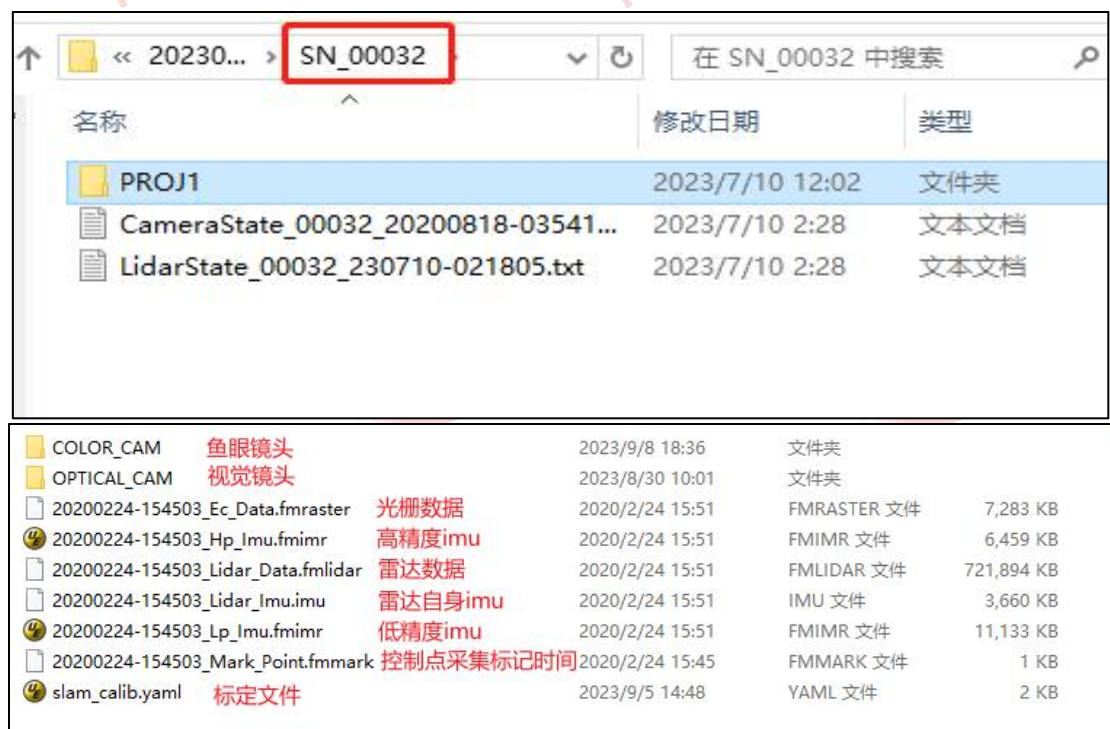 « 20230... › SN_00032 在 SN_00032 中搜索
名称 修改日期 类型
PROJ1 2023/7/10 12:02 文件夹
CameraState_00032_20200818-03541... 2023/7/10 2:28 文本文档
LidarState_00032_230710-021805.txt 2023/7/10 2:28 文本文档
COLOR_CAM 鱼眼镜头 2023/9/8 18:36 文件夹
OPTICAL_CAM 视觉镜头 2023/8/30 10:01 文件夹
20200224-154503_Ec_Data.fmraster 光栅数据 2020/2/24 15:51 FMRASTER 文件 7,283 KB
20200224-154503_Hp_Imu.fmimr 高精度imu 2020/2/24 15:51 FMIMR 文件 6,459 KB
20200224-154503_Lidar_Data.fmlidar 雷达数据 2020/2/24 15:51 FMLIDAR 文件 721,894 KB
20200224-154503_Lidar_Imu.imu 雷达自身imu 2020/2/24 15:51 IMU 文件 3,660 KB
20200224-154503_Lp_Imu.fmimr 低精度imu 2020/2/24 15:51 FMIMR 文件 11,133 KB
20200224-154503_Mark_Point.fmmark 控制点采集标记时间 2020/2/24 15:45 FMMARK 文件 1 KB
slam_calib.yaml 标定文件 2023/9/5 14:48 YAML 文件 2 KB